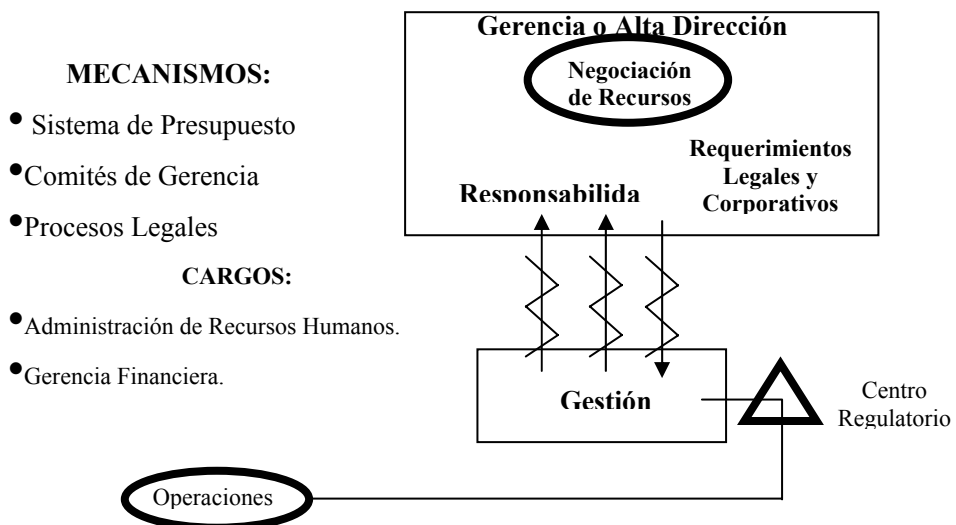 Gerencia o Alta Dirección
Negociación
de Recursos
MECANISMOS:
• Sistema de Presupuesto
•Comités de Gerencia
•Procesos Legales
Requerimientos
Legales y
Corporativos
Responsabilida
CARGOS:
•Administración de Recursos Humanos.
•Gerencia Financiera.
Gestión
Centro
Regulatorio
Operaciones